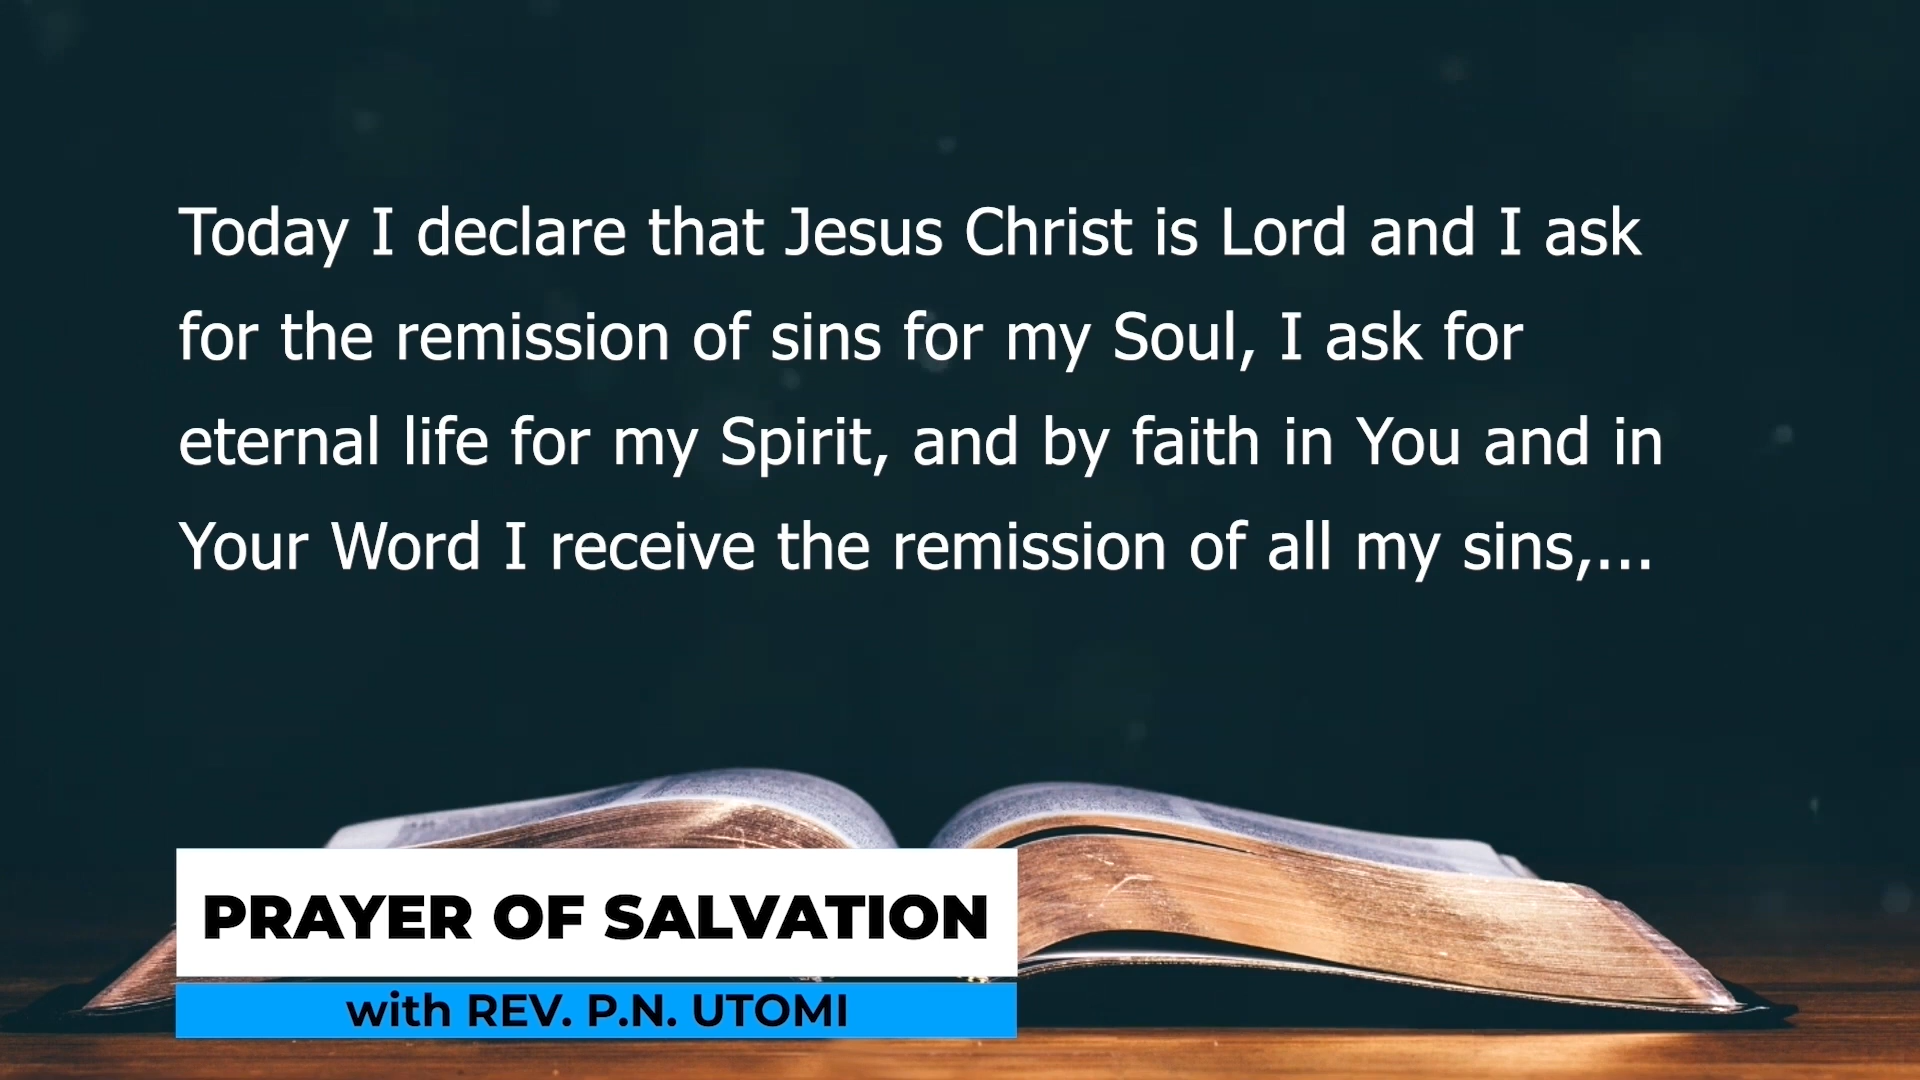 Today I declare that Jesus Christ is Lord and I ask
for the remission of sins for my Soul, I ask for
eternal life for my Spirit, and by faith in You and in
Your Word I receive the remission of all my sins,...
PRAYER OF SALVATION
with REV. P.N. UTOMI